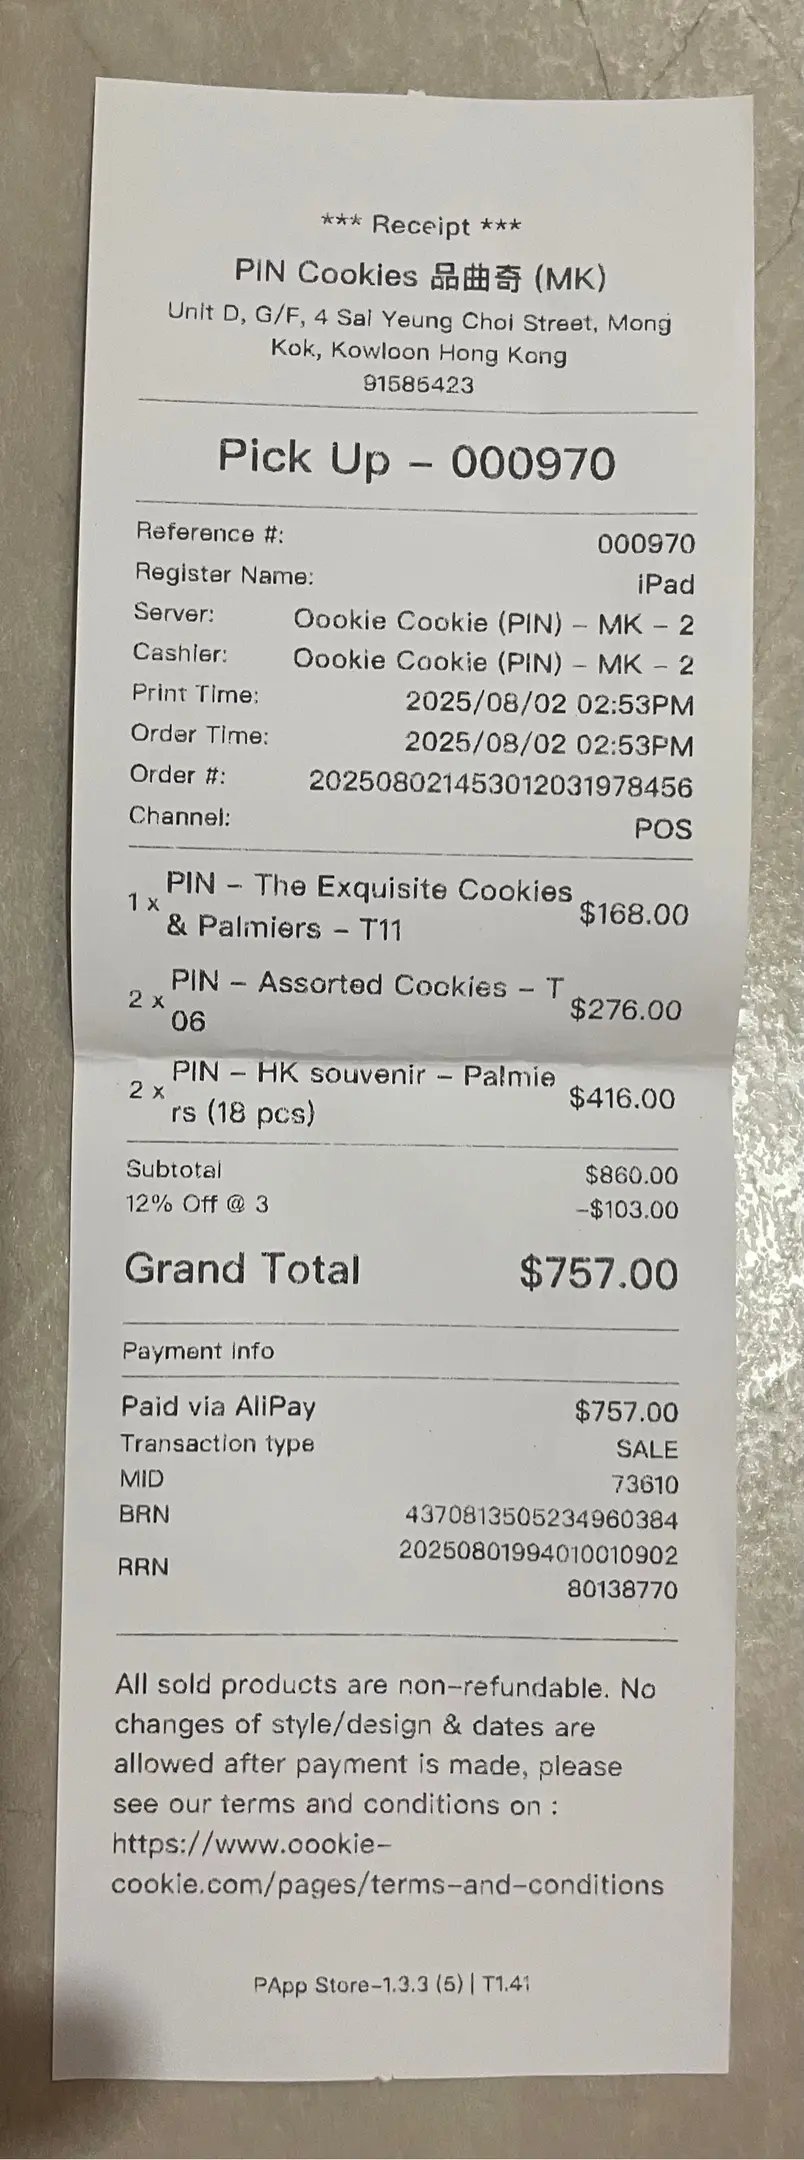 *** Receipt ***
PIN Cookies 品曲奇 (MK)
Unit D, G/F, 4 Sai Yeung Choi Street, Mong
Kok, Kowloon Hong Kong
91585423
Pick Up – 000970
Reference #: 000970
Register Name: iPad
Server: Oookie Cookie (PIN) – MK – 2
Cashier: Oookie Cookie (PIN) – MK – 2
Print Time: 2025/08/02 02:53PM
Order Time: 2025/08/02 02:53PM
Order #: 202508021453012031978456
Channel: POS
1 x PIN – The Exquisite Cookies & Palmiers – T11 $168.00
2 x PIN – Assorted Cookies – T06 $276.00
2 x PIN – HK souvenir – Palmiers (18 pcs) $416.00
Subtotal $860.00
12% Off @ 3 -$103.00
Grand Total $757.00
Payment Info
Paid via AliPay $757.00
Transaction type SALE
MID 73610
BRN 4370813505234960384
RRN 20250801994010010902
80138770
All sold products are non-refundable. No
changes of style/design & dates are
allowed after payment is made, please
see our terms and conditions on :
https://www.oookie-
cookie.com/pages/terms-and-conditions
PApp Store-1.3.3 (5) | T1.41